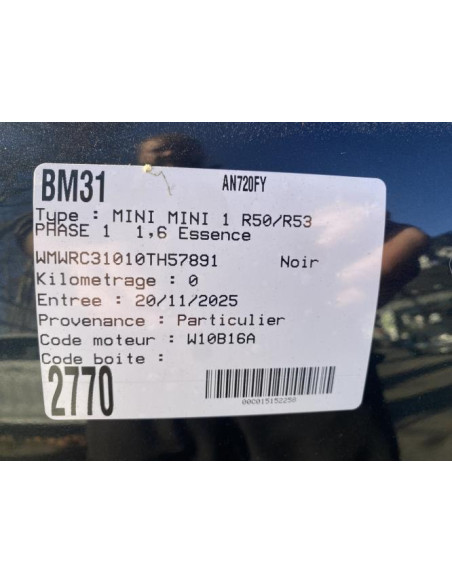 BM31 AN720FY
Type : MINI MINI 1 R50/R53
PHASE 1 1,6 Essence
WMWRC31010TH57891 Noir
Kilometrage : 0
Entree : 20/11/2025
Provenance : Particulier
Code moteur : W10B16A
Code boite :
2770
00C015152250